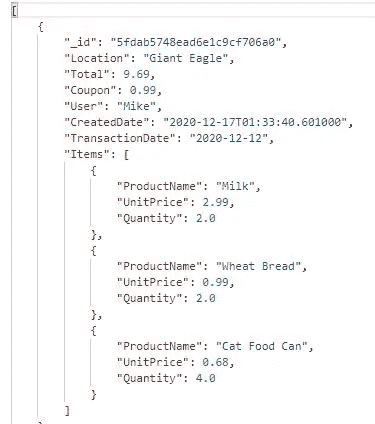 [
{
"_id": "5fdab5748ead6e1c9cf706a0",
"Location": "Giant Eagle",
"Total": 9.69,
"Coupon": 0.99,
"User": "Mike",
"CreatedDate": "2020-12-17T01:33:40.601000",
"TransactionDate": "2020-12-12",
"Items": [
{
"ProductName": "Milk",
"UnitPrice": 2.99,
"Quantity": 2.0
},
{
"ProductName": "Wheat Bread",
"UnitPrice": 0.99,
"Quantity": 2.0
},
{
"ProductName": "Cat Food Can",
"UnitPrice": 0.68,
"Quantity": 4.0
}
]